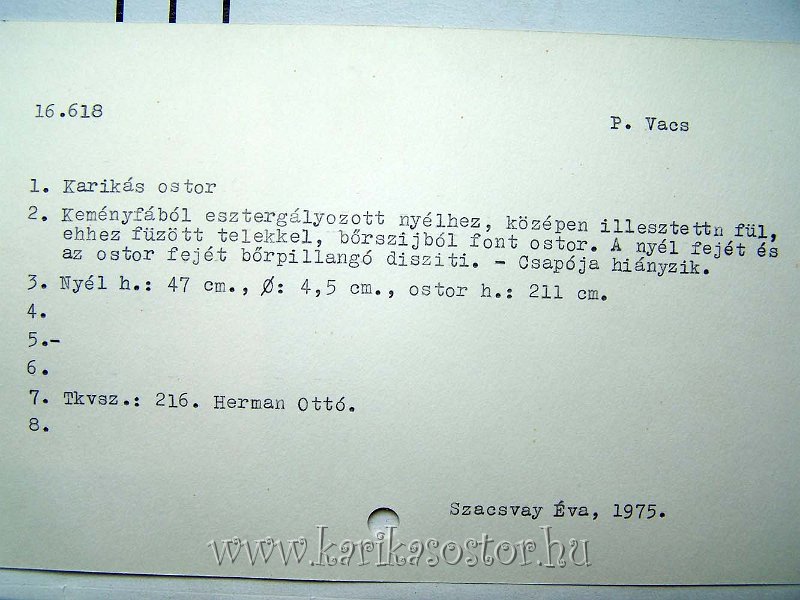 16.618
P. Vacs
1. Karikás ostor
2. Keményfából esztergályozott nyélhez, középen illesztettn fül,
ehhez füzött telekkel, bőrszijból font ostor. A nyél fejét és
az ostor fejét bőrpillangó disziti. - Csapója hiányzik.
3. Nyél h.: 47 cm., Ø: 4,5 cm., ostor h.: 211 cm.
4.
5.-
6.
7. Tkvsz.: 216. Herman Ottó.
8.
Szacsvay Éva, 1975.
www.karikasostor.hu